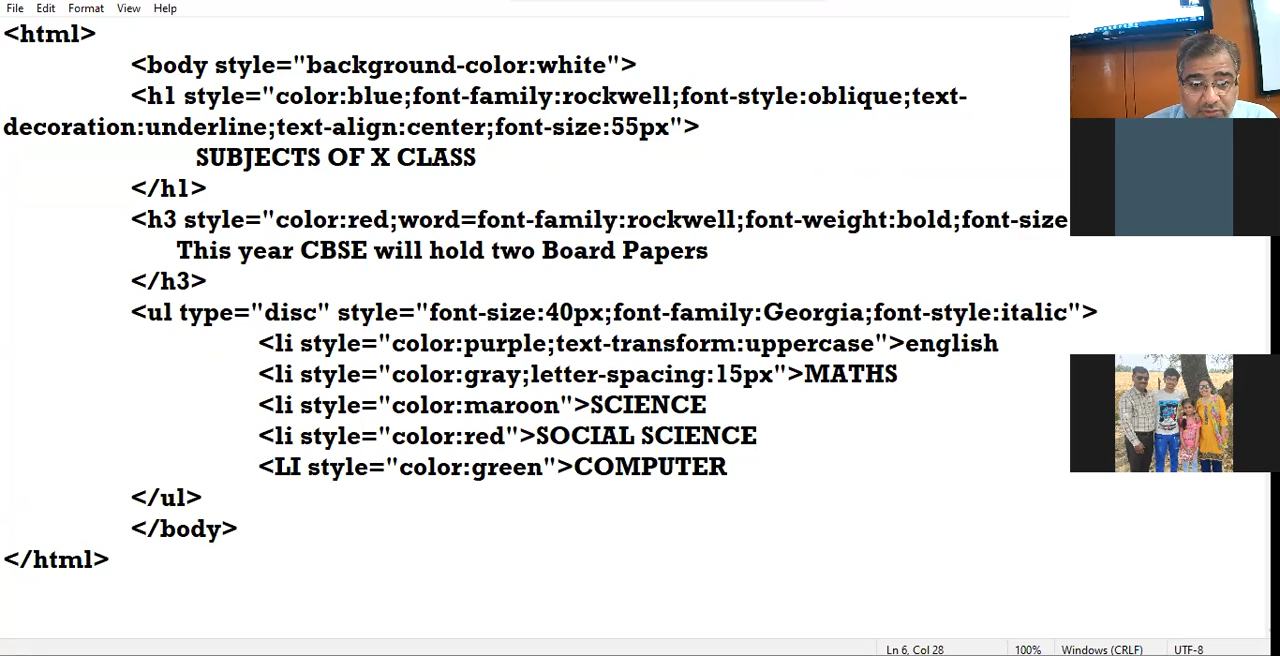 File Edit Format View Help
<html>
<body style="background-color:white">
<h1 style="color:blue;font-family:rockwell;font-style:oblique;text-
decoration:underline;text-align:center;font-size:55px">
SUBJECTS OF X CLASS
</h1>
<h3 style="color:red;word=font-family:rockwell;font-weight:bold;font-size
This year CBSE will hold two Board Papers
</h3>
<ul type="disc" style="font-size:40px;font-family:Georgia;font-style:italic">
<li style="color:purple;text-transform:uppercase">english
<li style="color:gray;letter-spacing:15px">MATHS
<li style="color:maroon">SCIENCE
<li style="color:red">SOCIAL SCIENCE
<LI style="color:green">COMPUTER
</ul>
</body>
</html>
Ln 6, Col 28 100% Windows (CRLF) UTF-8